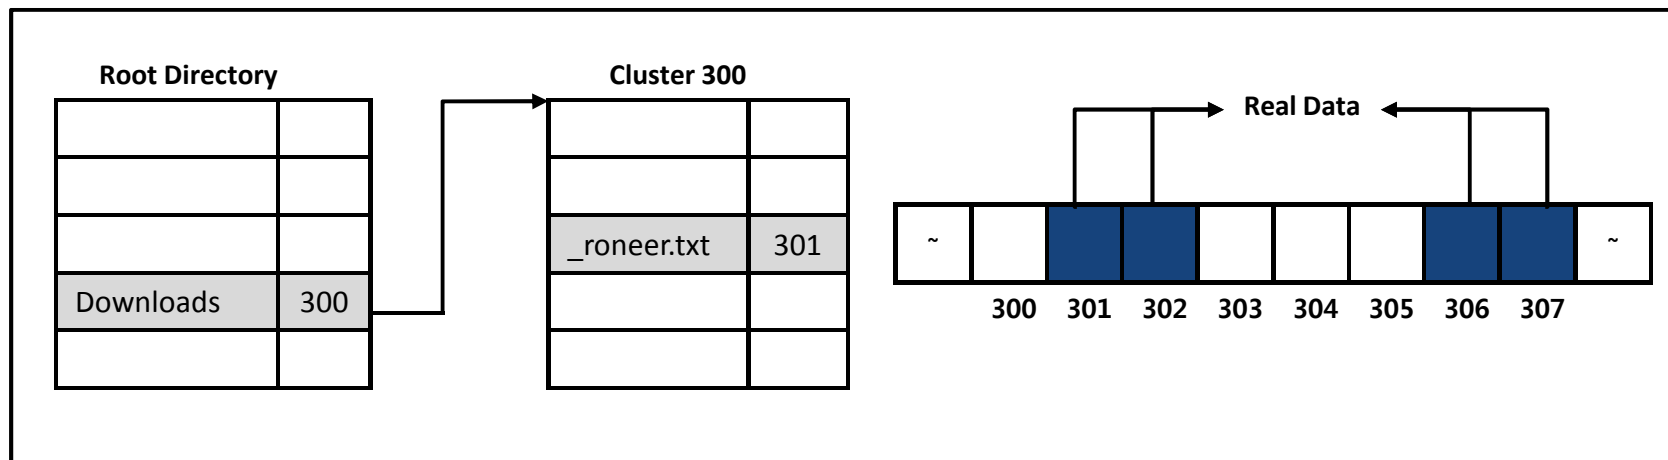 Root Directory
Downloads 300
Cluster 300
_roneer.txt 301
Real Data
~ ~
300 301 302 303 304 305 306 307